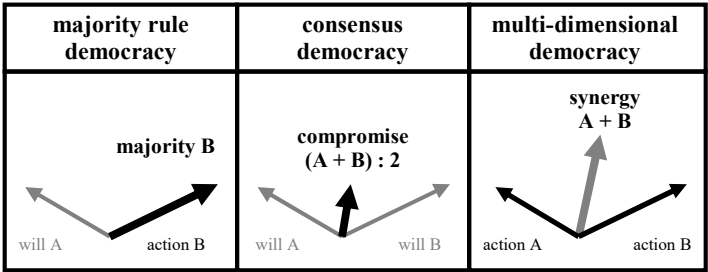 majority rule
democracy
consensus
democracy
multi-dimensional
democracy
majority B
will A
action B
compromise
(A + B) : 2
will A
will B
synergy
A + B
action A
action B